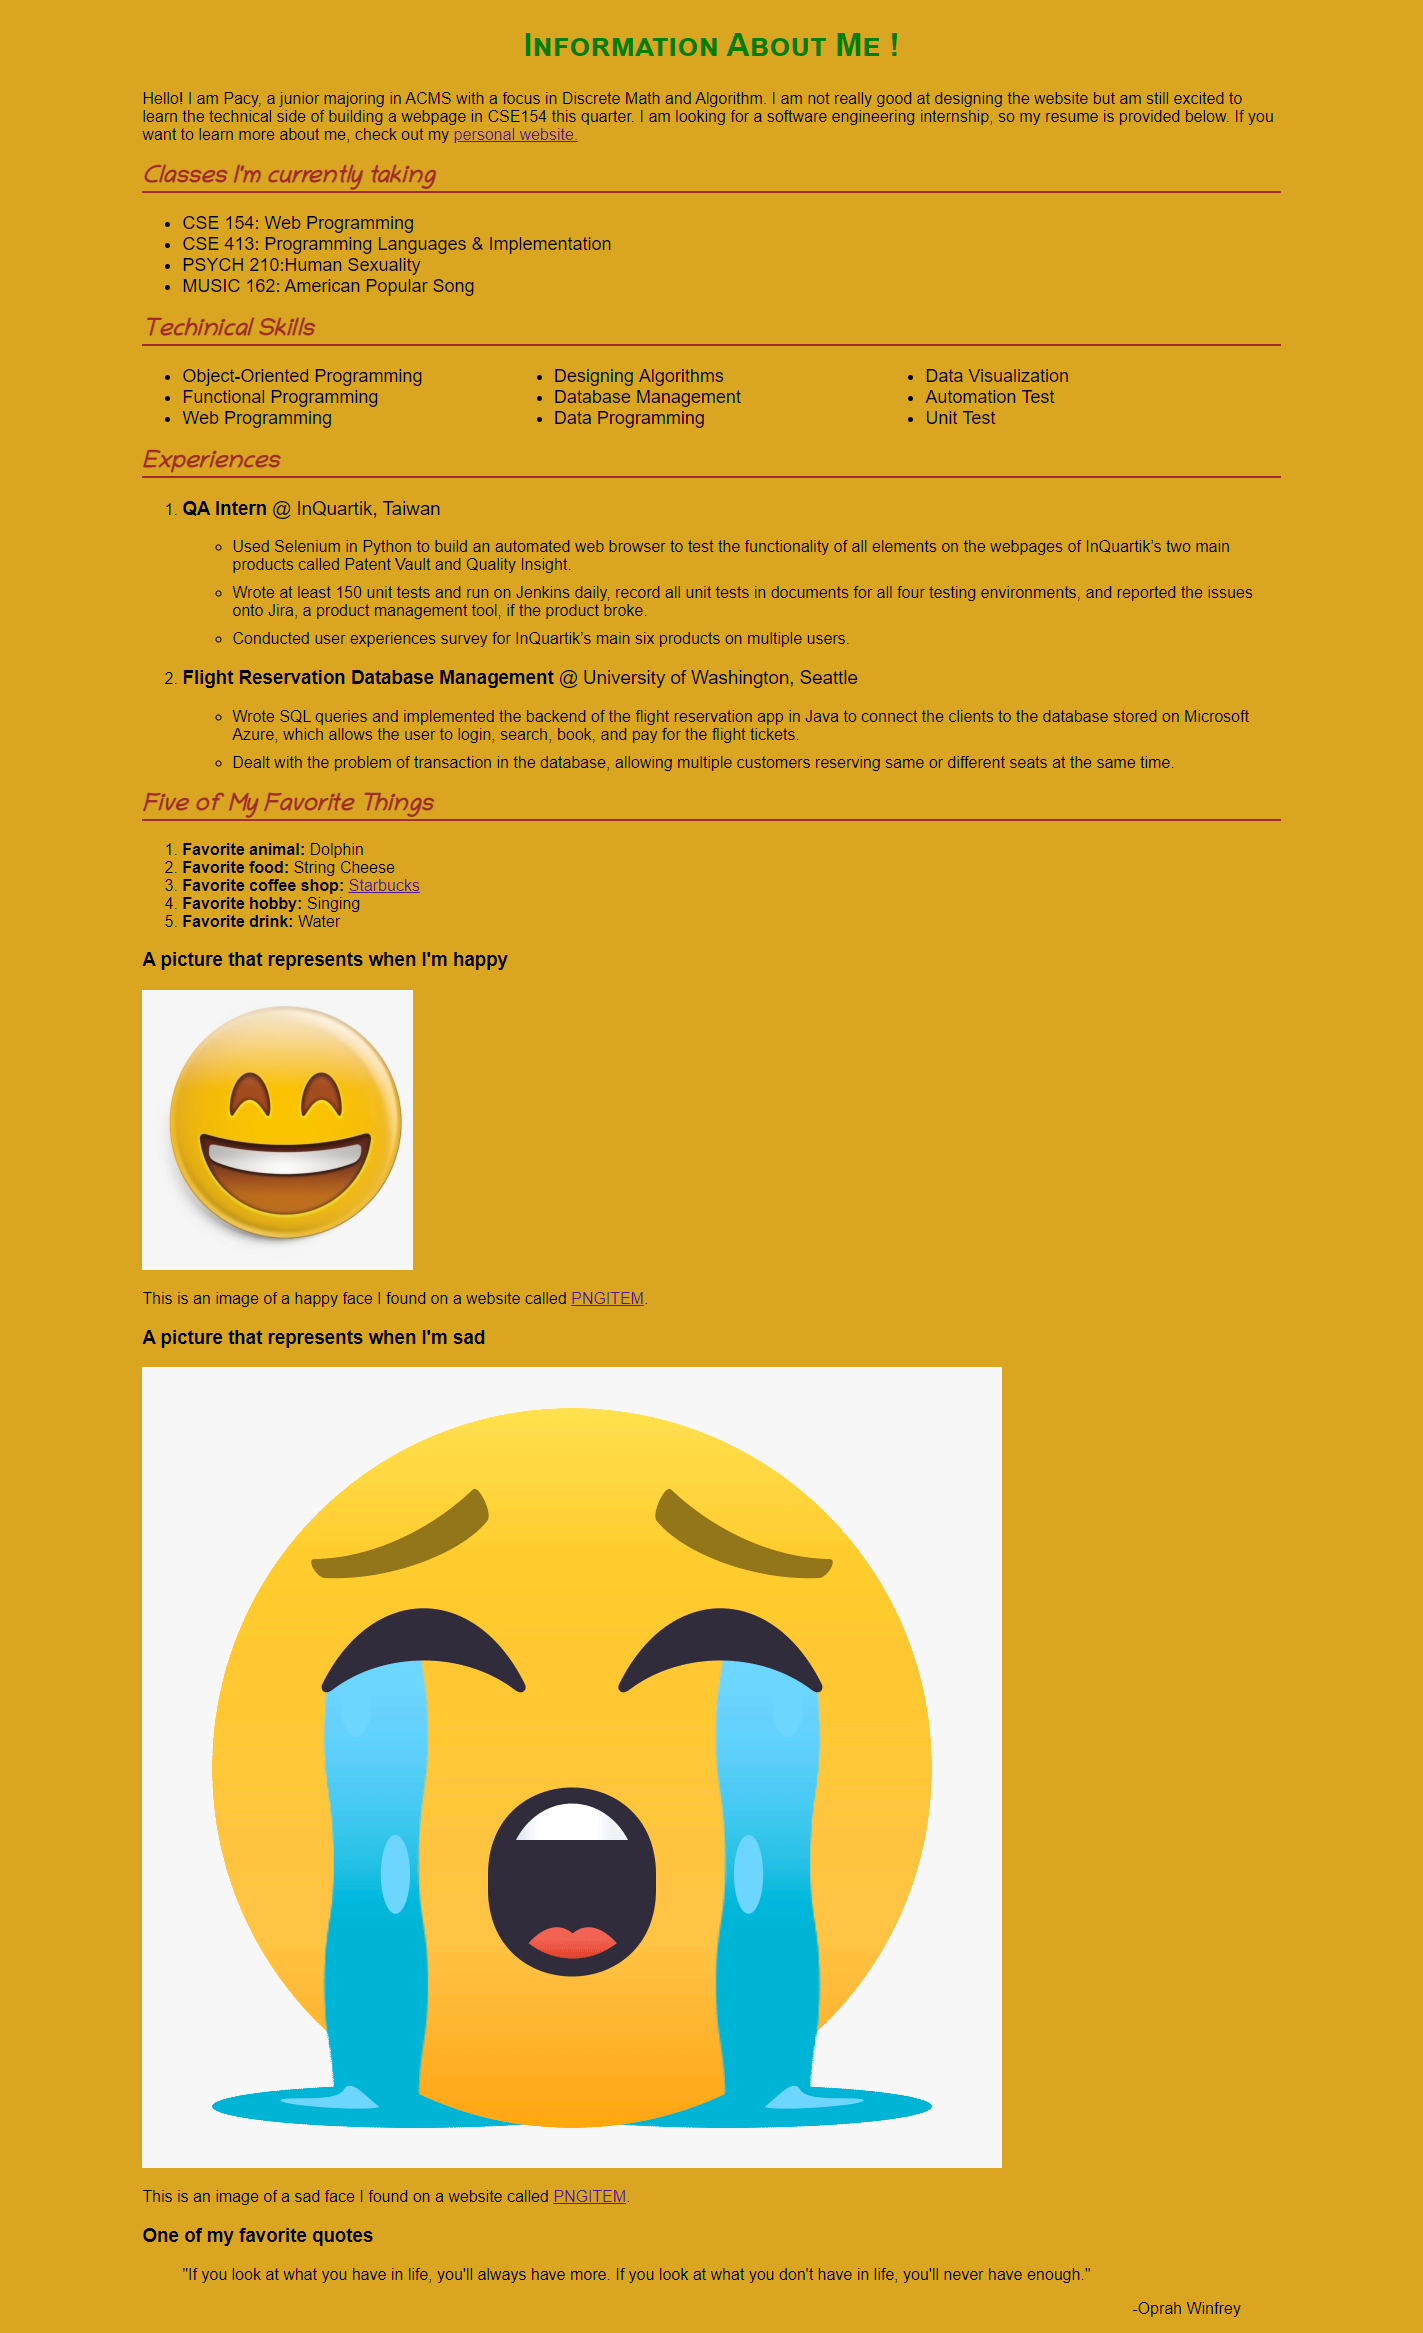 Information About Me !
Hello! I am Pacy, a junior majoring in ACMS with a focus in Discrete Math and Algorithm. I am not really good at designing the website but am still excited to
learn the technical side of building a webpage in CSE154 this quarter. I am looking for a software engineering internship, so my resume is provided below. If you
want to learn more about me, check out my personal website.
Classes I'm currently taking
• CSE 154: Web Programming
• CSE 413: Programming Languages & Implementation
• PSYCH 210:Human Sexuality
• MUSIC 162: American Popular Song
Techinical Skills
• Object-Oriented Programming
• Functional Programming
• Web Programming
• Designing Algorithms
• Database Management
• Data Programming
• Data Visualization
• Automation Test
• Unit Test
Experiences
1. QA Intern @ InQuartik, Taiwan
◦ Used Selenium in Python to build an automated web browser to test the functionality of all elements on the webpages of InQuartik’s two main
products called Patent Vault and Quality Insight.
◦ Wrote at least 150 unit tests and run on Jenkins daily, record all unit tests in documents for all four testing environments, and reported the issues
onto Jira, a product management tool, if the product broke.
◦ Conducted user experiences survey for InQuartik’s main six products on multiple users.
2. Flight Reservation Database Management @ University of Washington, Seattle
◦ Wrote SQL queries and implemented the backend of the flight reservation app in Java to connect the clients to the database stored on Microsoft
Azure, which allows the user to login, search, book, and pay for the flight tickets.
◦ Dealt with the problem of transaction in the database, allowing multiple customers reserving same or different seats at the same time.
Five of My Favorite Things
1. Favorite animal: Dolphin
2. Favorite food: String Cheese
3. Favorite coffee shop: Starbucks
4. Favorite hobby: Singing
5. Favorite drink: Water
A picture that represents when I'm happy
This is an image of a happy face I found on a website called PNGITEM.
A picture that represents when I'm sad
This is an image of a sad face I found on a website called PNGITEM.
One of my favorite quotes
"If you look at what you have in life, you'll always have more. If you look at what you don't have in life, you'll never have enough."
-Oprah Winfrey